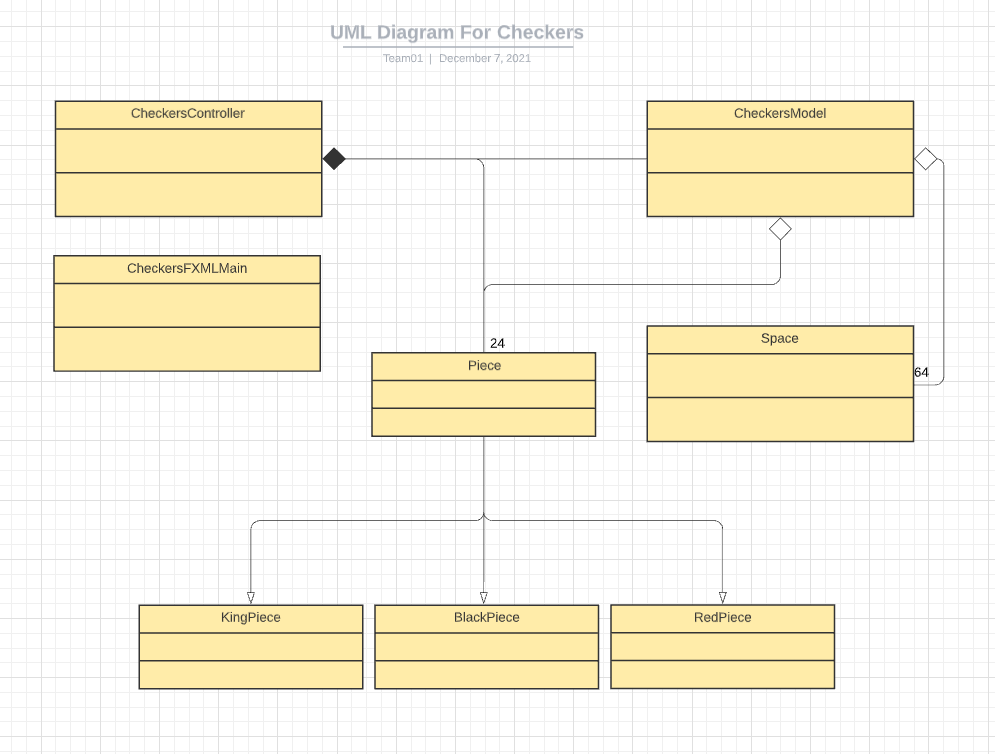 UML Diagram For Checkers
Team01 | December 7, 2021
CheckersController
CheckersModel
CheckersFXMLMain
Space
24
Piece
64
KingPiece
BlackPiece
RedPiece